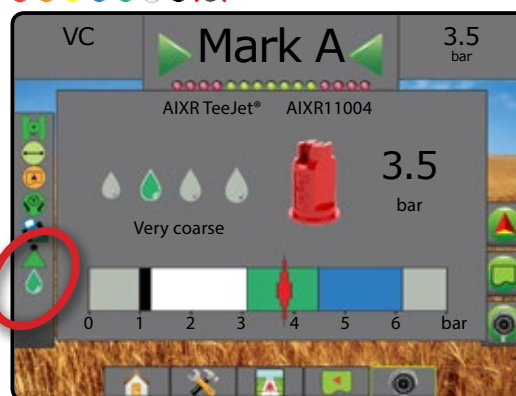 VC
Mark A
3.5
bar
AIXR TeeJet® AIXR11004
3.5
bar
Very coarse
0 1 2 3 4 5 6 bar